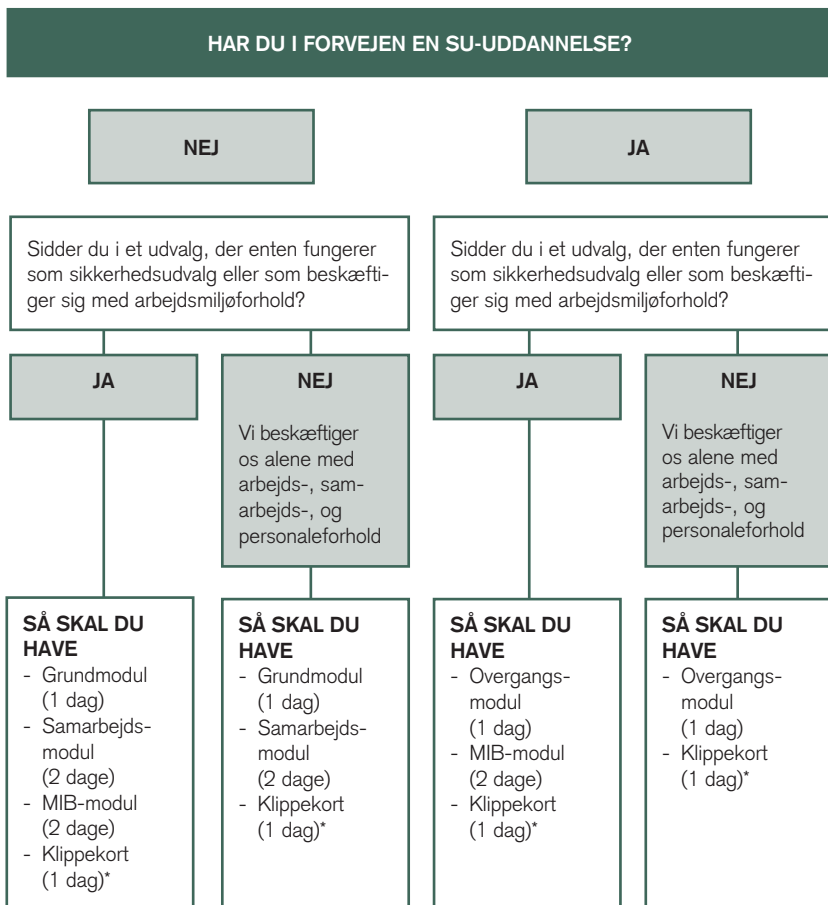 HAR DU I FORVEJEN EN SU-UDDANNELSE?
NEJ
JA
Sidder du i et udvalg, der enten fungerer
som sikkerhedsudvalg eller som beskæfti-
ger sig med arbejdsmiljøforhold?
Sidder du i et udvalg, der enten fungerer
som sikkerhedsudvalg eller som beskæfti-
ger sig med arbejdsmiljøforhold?
JA
NEJ
Vi beskæftiger
os alene med
arbejds-, sam-
arbejds-, og
personaleforhold
JA
NEJ
Vi beskæftiger
os alene med
arbejds-, sam-
arbejds-, og
personaleforhold
SÅ SKAL DU
HAVE
- Grundmodul
(1 dag)
- Samarbejds-
modul
(2 dage)
- MIB-modul
(2 dage)
- Klippekort
(1 dag)*
SÅ SKAL DU
HAVE
- Grundmodul
(1 dag)
- Samarbejds-
modul
(2 dage)
- Klippekort
(1 dag)*
SÅ SKAL DU
HAVE
- Overgangs-
modul
(1 dag)
- MIB-modul
(2 dage)
- Klippekort
(1 dag)*
SÅ SKAL DU
HAVE
- Overgangs-
modul
(1 dag)
- Klippekort
(1 dag)*